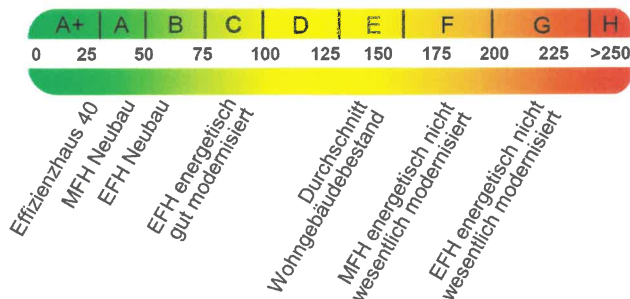 A+ A B C D E F G H
0 25 50 75 100 125 150 175 200 225 >250
Effizienzhaus 40
MFH Neubau
EFH Neubau
EFH energetisch
gut modernisiert
Durchschnitt
Wohngebäudebestand
MFH energetisch nicht
wesentlich modernisiert
EFH energetisch nicht
wesentlich modernisiert